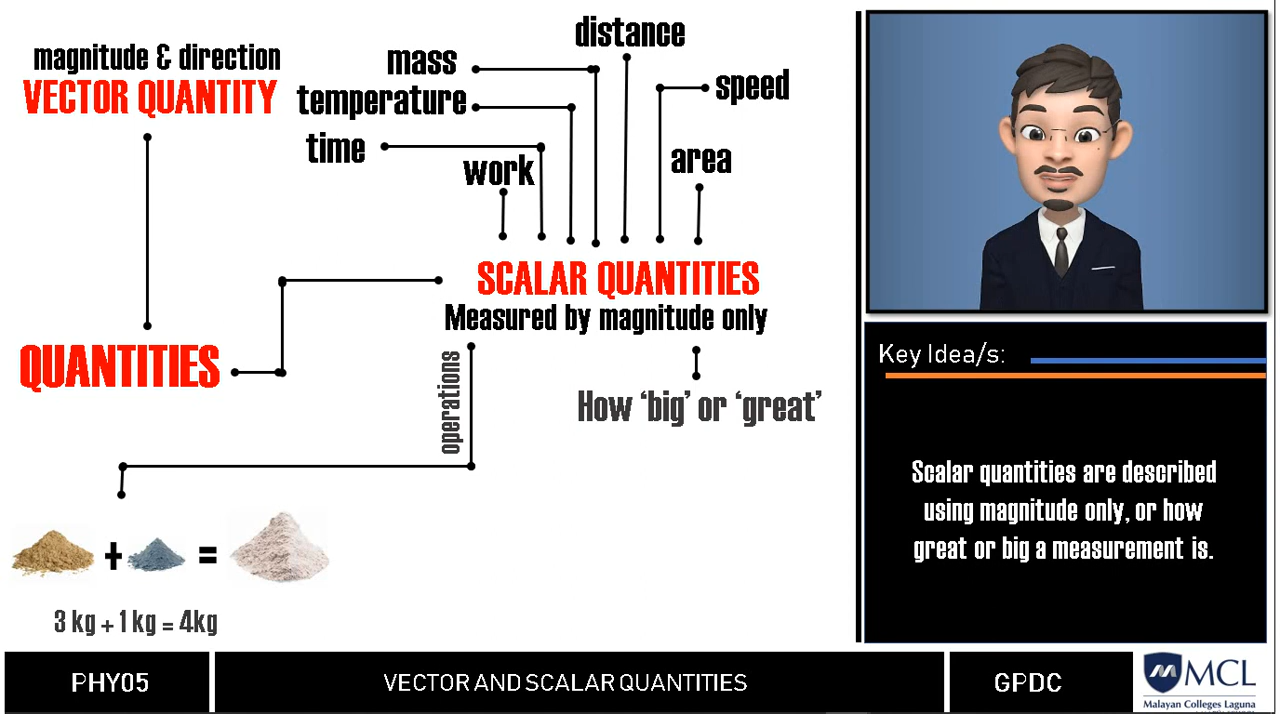 magnitude & direction
VECTOR QUANTITY
mass
temperature
time
work
distance
speed
area
SCALAR QUANTITIES
Measured by magnitude only
QUANTITIES
operations
How ‘big’ or ‘great’
+ =
3 kg + 1 kg = 4kg
Key Idea/s:
Scalar quantities are described
using magnitude only, or how
great or big a measurement is.
PHY05
VECTOR AND SCALAR QUANTITIES
GPDC
MCL
Malayan Colleges Laguna